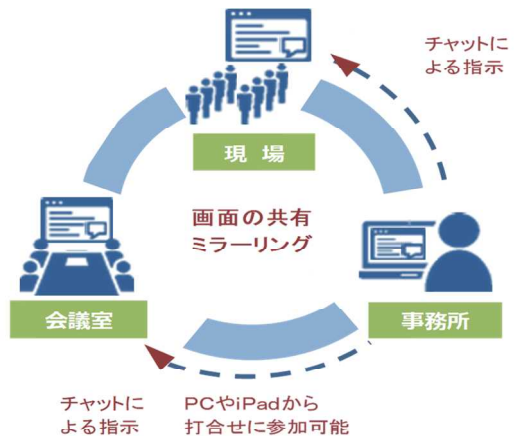 チャットに
よる指示
現 場
画面の共有
ミラーリング
会議室
事務所
チャットに
よる指示
PCやiPadから
打合せに参加可能